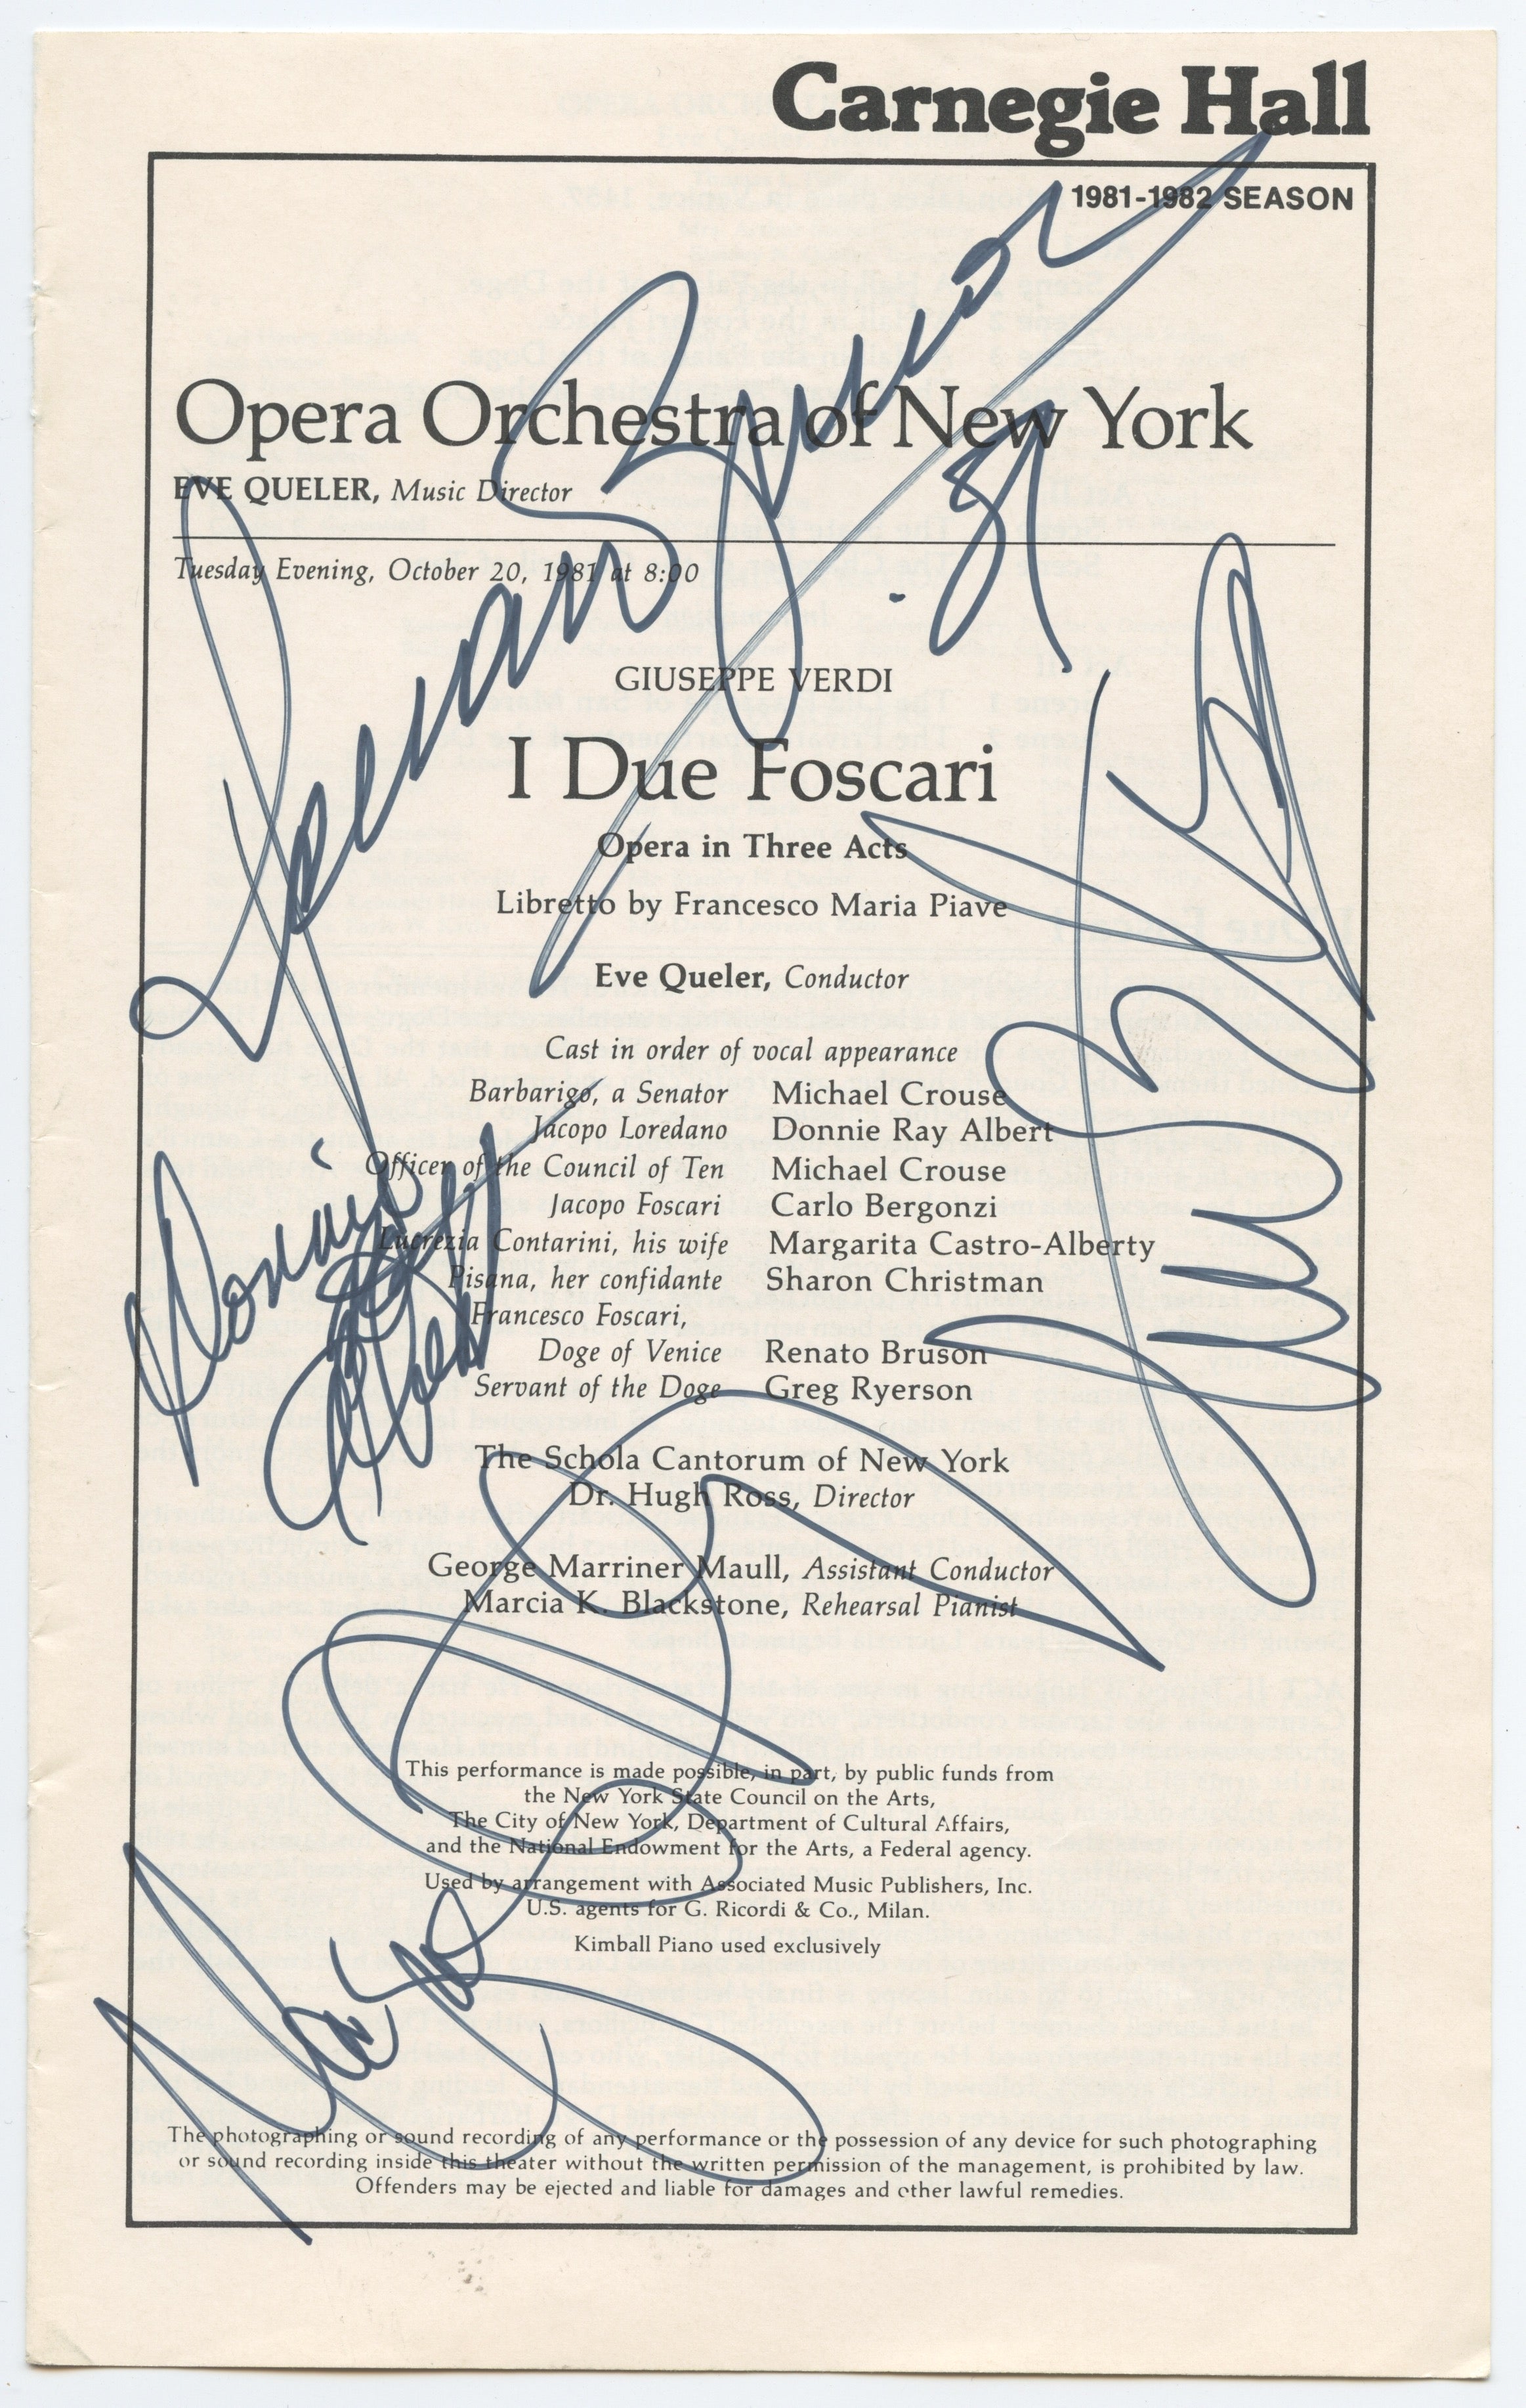 Carnegie Hall
1981-1982 SEASON
Opera Orchestra of New York
EVE QUELER, Music Director
Tuesday Evening, October 20, 1981 at 8:00
GIUSEPPE VERDI
I Due Foscari
Opera in Three Acts
Libretto by Francesco Maria Piave
Eve Queler, Conductor
Cast in order of vocal appearance
Barbarigo, a Senator Michael Crouse
Jacopo Loredano Donnie Ray Albert
Officer of the Council of Ten Michael Crouse
Jacopo Foscari Carlo Bergonzi
Lucrezia Contarini, his wife Margarita Castro-Alberty
Pisana, her confidante Sharon Christman
Francesco Foscari,
Doge of Venice Renato Bruson
Servant of the Doge Greg Ryerson
The Schola Cantorum of New York
Dr. Hugh Ross, Director
George Marriner Maull, Assistant Conductor
Marcia K. Blackstone, Rehearsal Pianist
This performance is made possible, in part, by public funds from
the New York State Council on the Arts,
The City of New York, Department of Cultural Affairs,
and the National Endowment for the Arts, a Federal agency.
Used by arrangement with Associated Music Publishers, Inc.
U.S. agents for G. Ricordi & Co., Milan.
Kimball Piano used exclusively
The photographing or sound recording of any performance or the possession of any device for such photographing
or sound recording inside this theater without the written permission of the management, is prohibited by law.
Offenders may be ejected and liable for damages and other lawful remedies.
Renato Bruson
81
Donnie Ray Albert